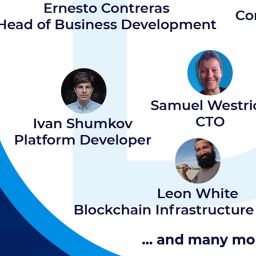 Ernesto Contreras
Head of Business Development
Co
Ivan Shumkov
Platform Developer
Samuel Westric
CTO
Leon White
Blockchain Infrastructure
... and many mo